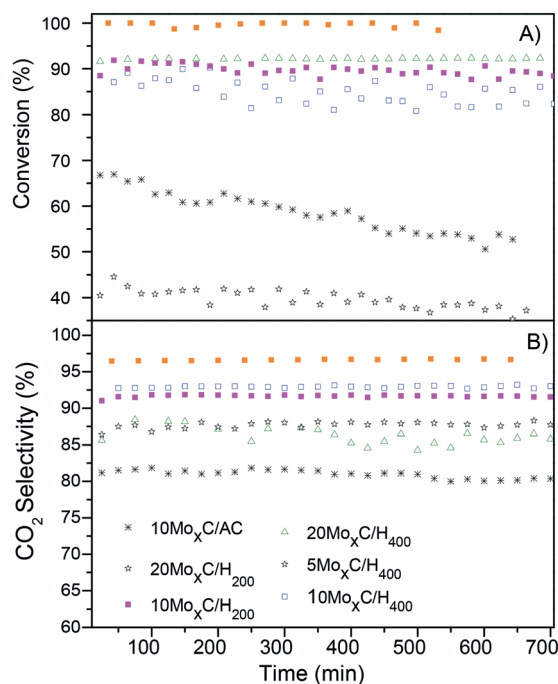 A)
100
90
80
70
60
50
40
Conversion (%)
B)
100
95
90
85
80
75
70
65
60
CO2 Selectivity (%)
10MoXC/AC
20MoXC/H200
10MoXC/H200
20MoXC/H400
5MoXC/H400
10MoXC/H400
100 200 300 400 500 600 700
Time (min)